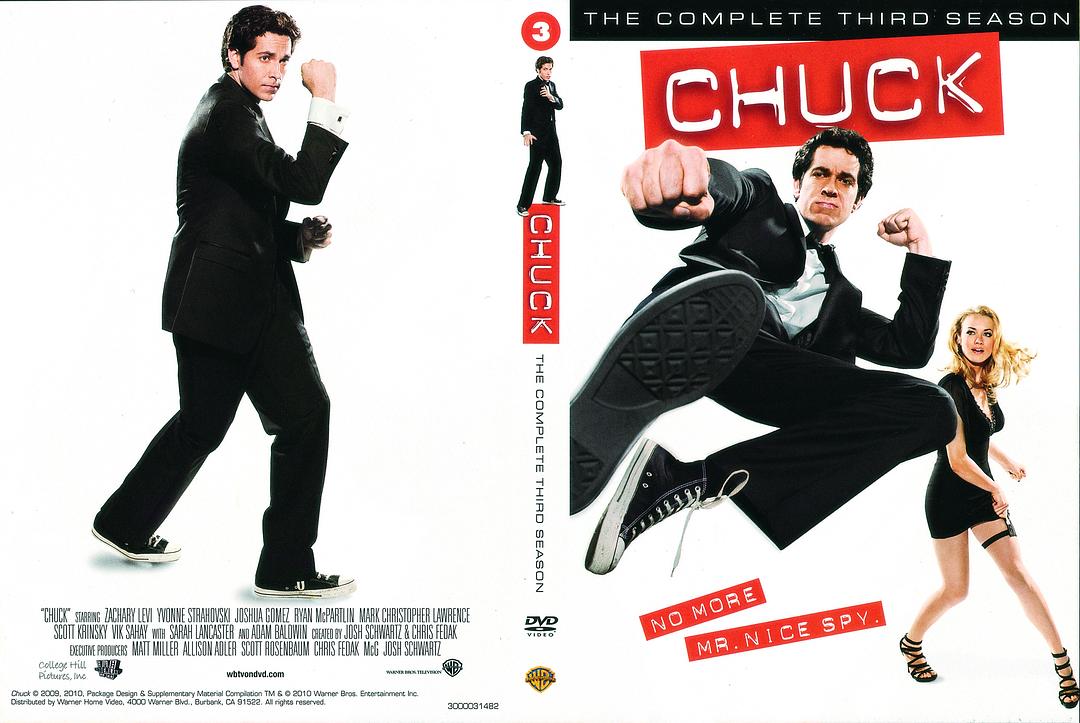 "CHUCK" STARRING ZACHARY LEVI YVONNE STRAHOVSKI JOSHUA GOMEZ RYAN McPARTLIN MARK CHRISTOPHER LAWRENCE
SCOTT KRINSKY VIK SAHAY WITH SARAH LANCASTER AND ADAM BALDWIN CREATED BY JOSH SCHWARTZ & CHRIS FEDAK
EXECUTIVE PRODUCERS MATT MILLER ALLISON ADLER SCOTT ROSENBAUM CHRIS FEDAK McG JOSH SCHWARTZ
College Hill
Pictures, Inc
wbtvondvd.com
WARNER BROS. TELEVISION
Chuck © 2009, 2010, Package Design & Supplementary Material Compilation TM & © 2010 Warner Bros. Entertainment Inc.
Distributed by Warner Home Video, 4000 Warner Blvd., Burbank, CA 91522. All rights reserved.
3000031482
3
CHUCK
THE COMPLETE THIRD SEASON
DVD
VIDEO
THE COMPLETE THIRD SEASON
CHUCK
NO MORE
MR. NICE SPY.